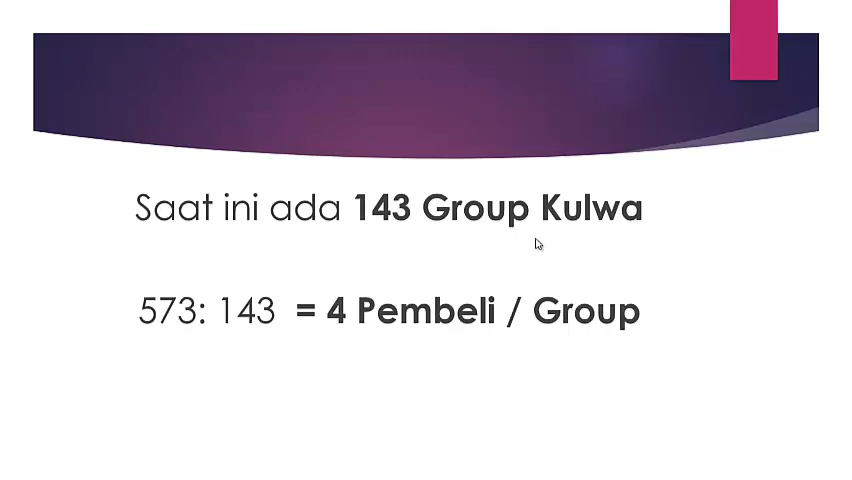 Saat ini ada 143 Group Kulwa
573: 143 = 4 Pembeli / Group